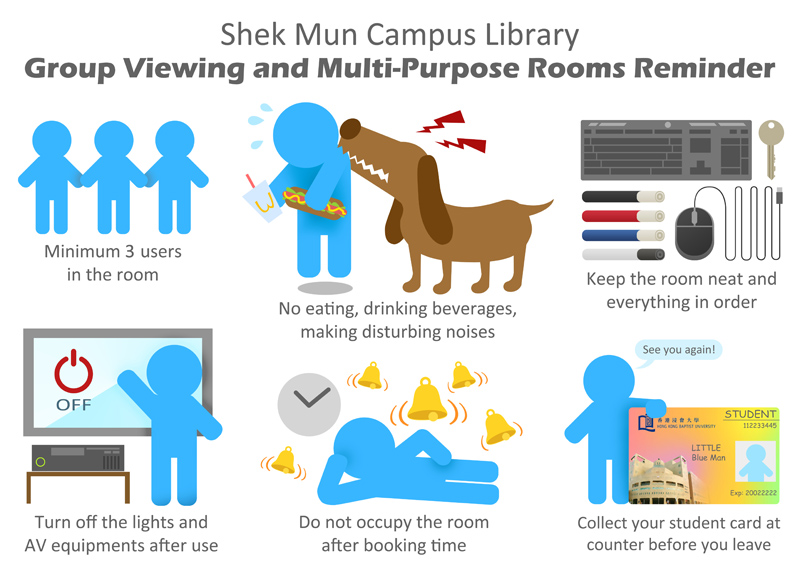 Shek Mun Campus Library
Group Viewing and Multi-Purpose Rooms Reminder
Minimum 3 users
in the room
No eating, drinking beverages,
making disturbing noises
Keep the room neat and
everything in order
OFF
Turn off the lights and
AV equipments after use
Do not occupy the room
after booking time
See you again!
香港浸會大學
HONG KONG BAPTIST UNIVERSITY
STUDENT
112233445
LITTLE
Blue Man
Exp: 20022222
Collect your student card at
counter before you leave